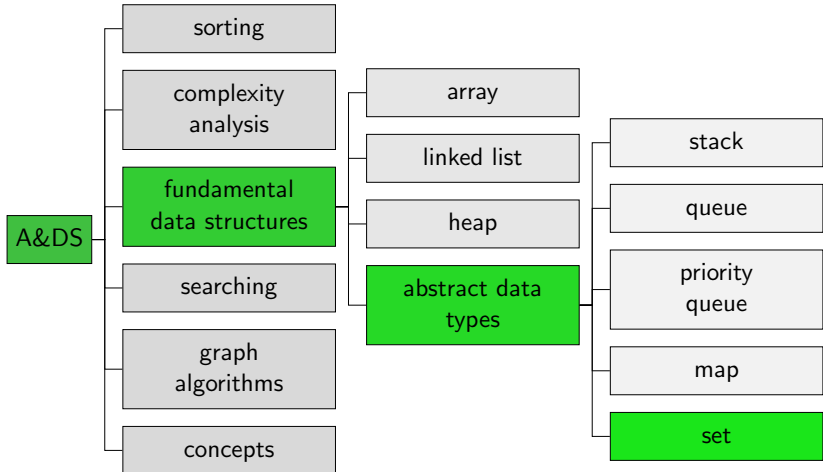 A&DS
sorting
complexity
analysis
fundamental
data structures
searching
graph
algorithms
concepts
array
linked list
heap
abstract data
types
stack
queue
priority
queue
map
set